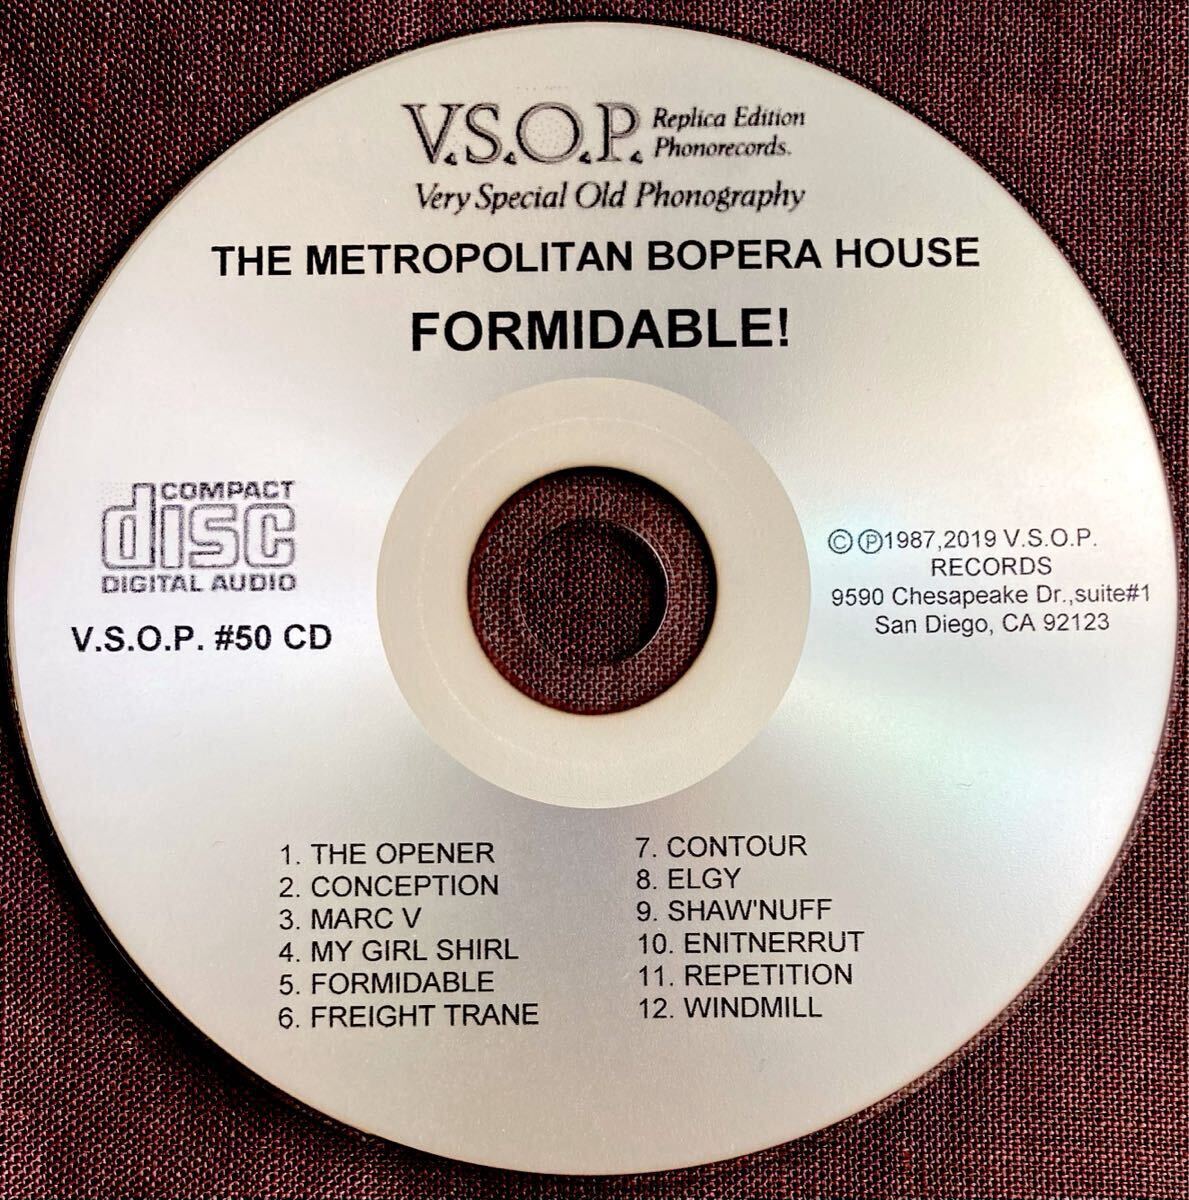 V.S.O.P. Replica Edition
Phonorecords.
Very Special Old Phonography
THE METROPOLITAN BOPERA HOUSE
FORMIDABLE!
COMPACT
disc
DIGITAL AUDIO
V.S.O.P. #50 CD
©℗1987,2019 V.S.O.P.
RECORDS
9590 Chesapeake Dr.,suite#1
San Diego, CA 92123
1. THE OPENER
2. CONCEPTION
3. MARC V
4. MY GIRL SHIRL
5. FORMIDABLE
6. FREIGHT TRANE
7. CONTOUR
8. ELGY
9. SHAW'NUFF
10. ENITNERRUT
11. REPETITION
12. WINDMILL